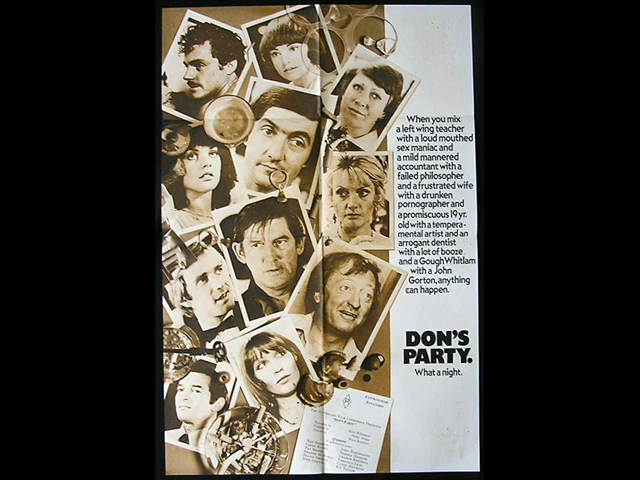 When you mix
a left wing teacher
with a loud mouthed
sex maniac and
a mild mannered
accountant with a
failed philosopher
and a frustrated wife
with a drunken
pornographer and
a promiscuous 19 yr.
old with a tempera-
mental artist and an
arrogant dentist
with a lot of booze
and a Gough Whitlam
with a John
Gorton, anything
can happen.
DON'S
PARTY.
What a night.